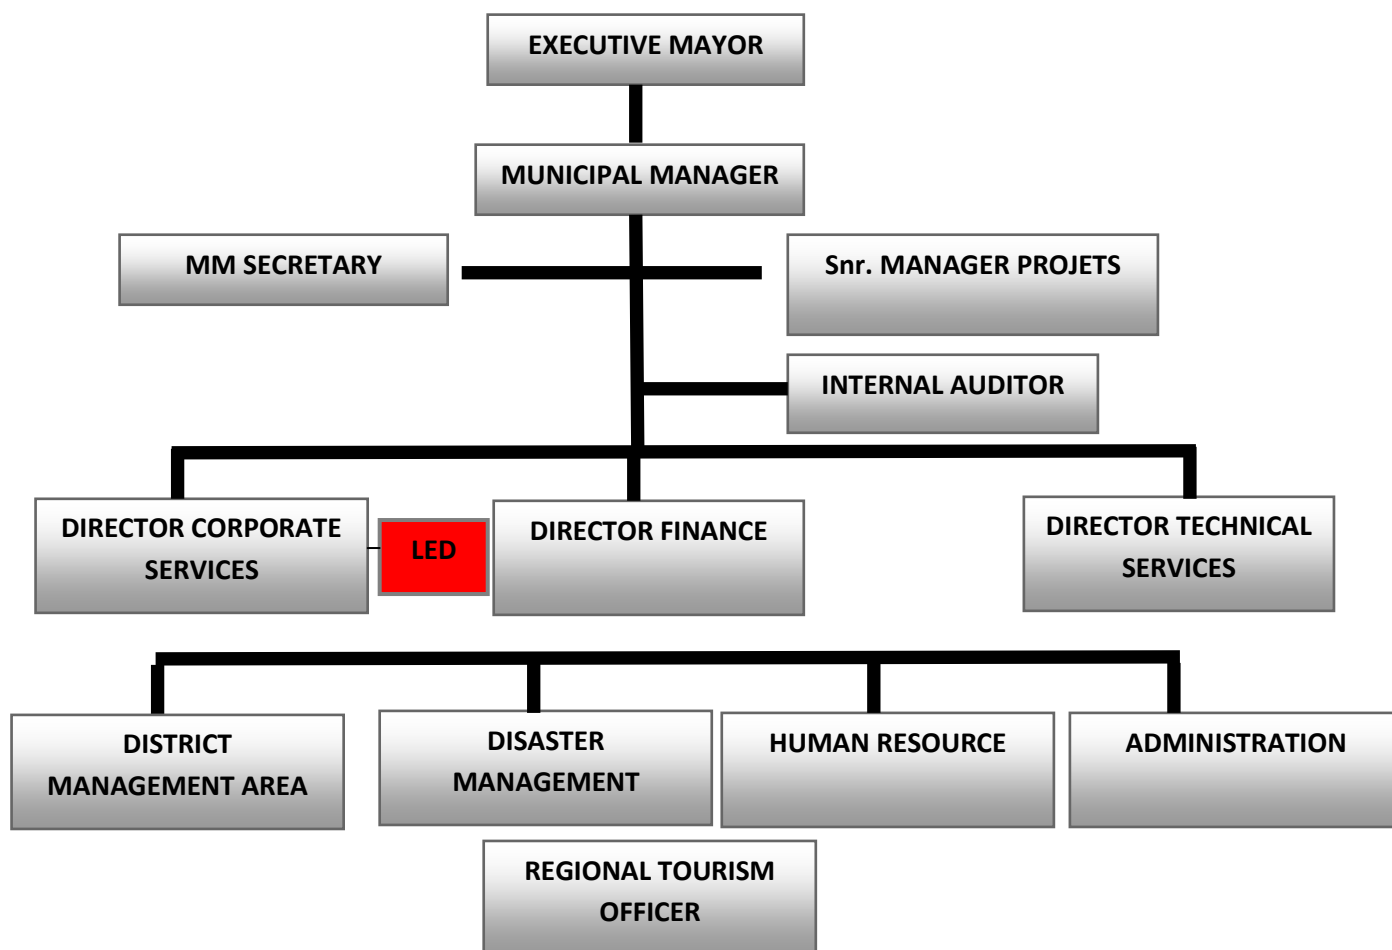 EXECUTIVE MAYOR
MUNICIPAL MANAGER
MM SECRETARY
Snr. MANAGER PROJETS
INTERNAL AUDITOR
DIRECTOR CORPORATE
SERVICES
LED
DIRECTOR FINANCE
DIRECTOR TECHNICAL
SERVICES
DISTRICT
MANAGEMENT AREA
DISASTER
MANAGEMENT
HUMAN RESOURCE
ADMINISTRATION
REGIONAL TOURISM
OFFICER